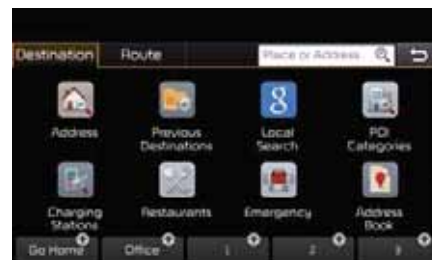 Destination Route Place or Address
Address Previous Destinations 8 Local Search POI Categories
Charging Stations Restaurants Emergency Address Book
Go Home Office 1 2 3